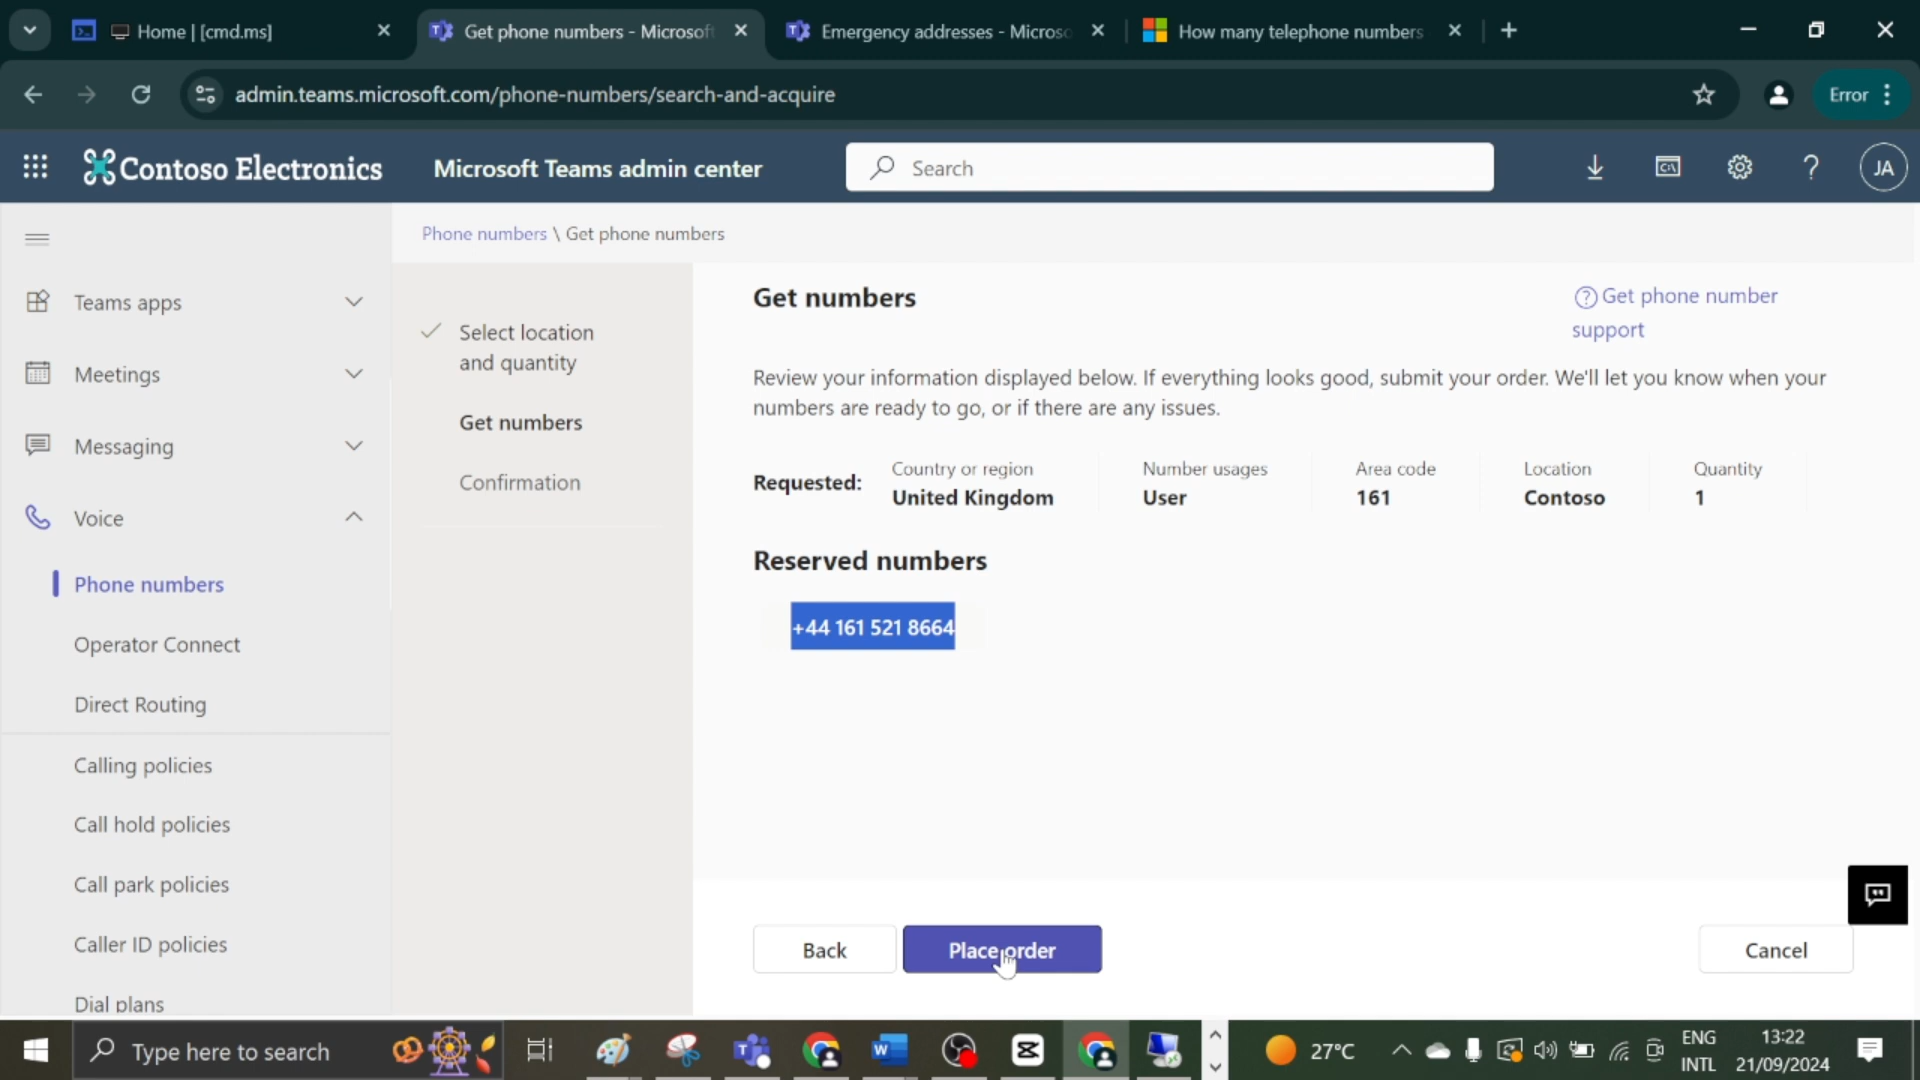 Home | [cmd.ms]
Get phone numbers - Microsoft
Emergency addresses - Microso
How many telephone numbers
admin.teams.microsoft.com/phone-numbers/search-and-acquire
Error
Contoso Electronics
Microsoft Teams admin center
Search
JA
Phone numbers \ Get phone numbers
Teams apps
Meetings
Messaging
Voice
Phone numbers
Operator Connect
Direct Routing
Calling policies
Call hold policies
Call park policies
Caller ID policies
Dial plans
Select location
and quantity
Get numbers
Confirmation
Get numbers
Get phone number
support
Review your information displayed below. If everything looks good, submit your order. We'll let you know when your
numbers are ready to go, or if there are any issues.
Requested:
Country or region
United Kingdom
Number usages
User
Area code
161
Location
Contoso
Quantity
1
Reserved numbers
+44 161 521 8664
Back
Place order
Cancel
Type here to search
27°C
ENG
INTL
13:22
21/09/2024